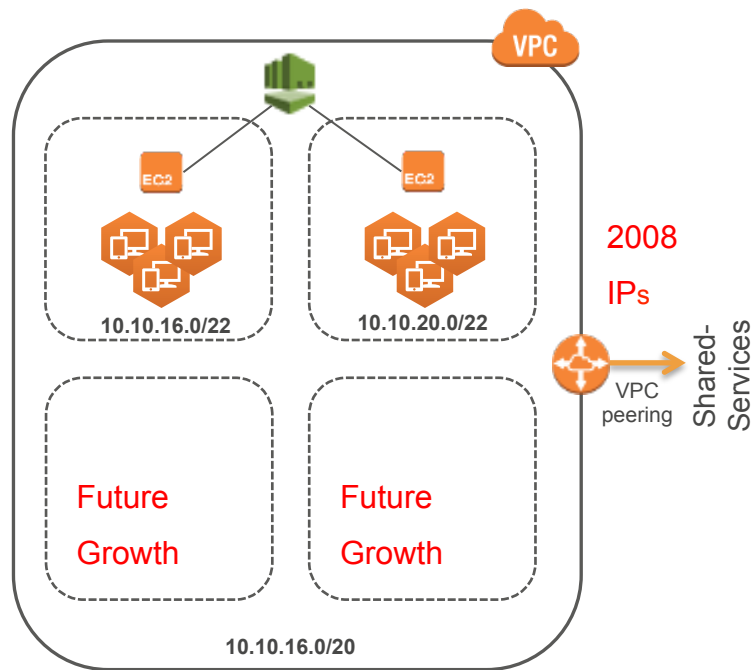 VPC
EC2
EC2
10.10.16.0/22
10.10.20.0/22
2008
IPs
VPC
peering
Shared-
Services
Future
Growth
Future
Growth
10.10.16.0/20